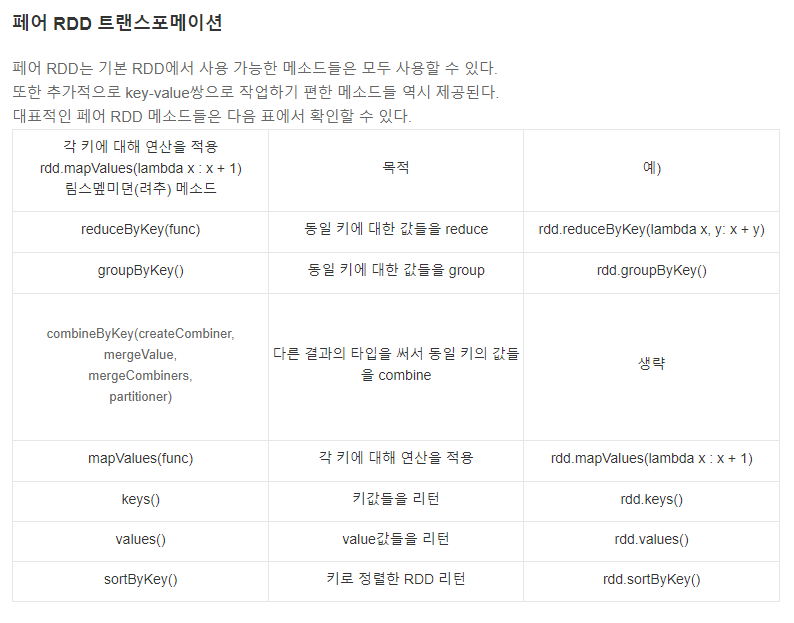 페어 RDD 트랜스포메이션
페어 RDD는 기본 RDD에서 사용 가능한 메소드들은 모두 사용할 수 있다.
또한 추가적으로 key-value쌍으로 작업하기 편한 메소드들 역시 제공된다.
대표적인 페어 RDD 메소드들은 다음 표에서 확인할 수 있다.
각 키에 대해 연산을 적용
rdd.mapValues(lambda x : x + 1)
림스멮미뎐(려추) 메소드
목적
예)
reduceByKey(func)
동일 키에 대한 값들을 reduce
rdd.reduceByKey(lambda x, y: x + y)
groupByKey()
동일 키에 대한 값들을 group
rdd.groupByKey()
combineByKey(createCombiner,
mergeValue,
mergeCombiners,
partitioner)
다른 결과의 타입을 써서 동일 키의 값들
을 combine
생략
mapValues(func)
각 키에 대해 연산을 적용
rdd.mapValues(lambda x : x + 1)
keys()
키값들을 리턴
rdd.keys()
values()
value값들을 리턴
rdd.values()
sortByKey()
키로 정렬한 RDD 리턴
rdd.sortByKey()